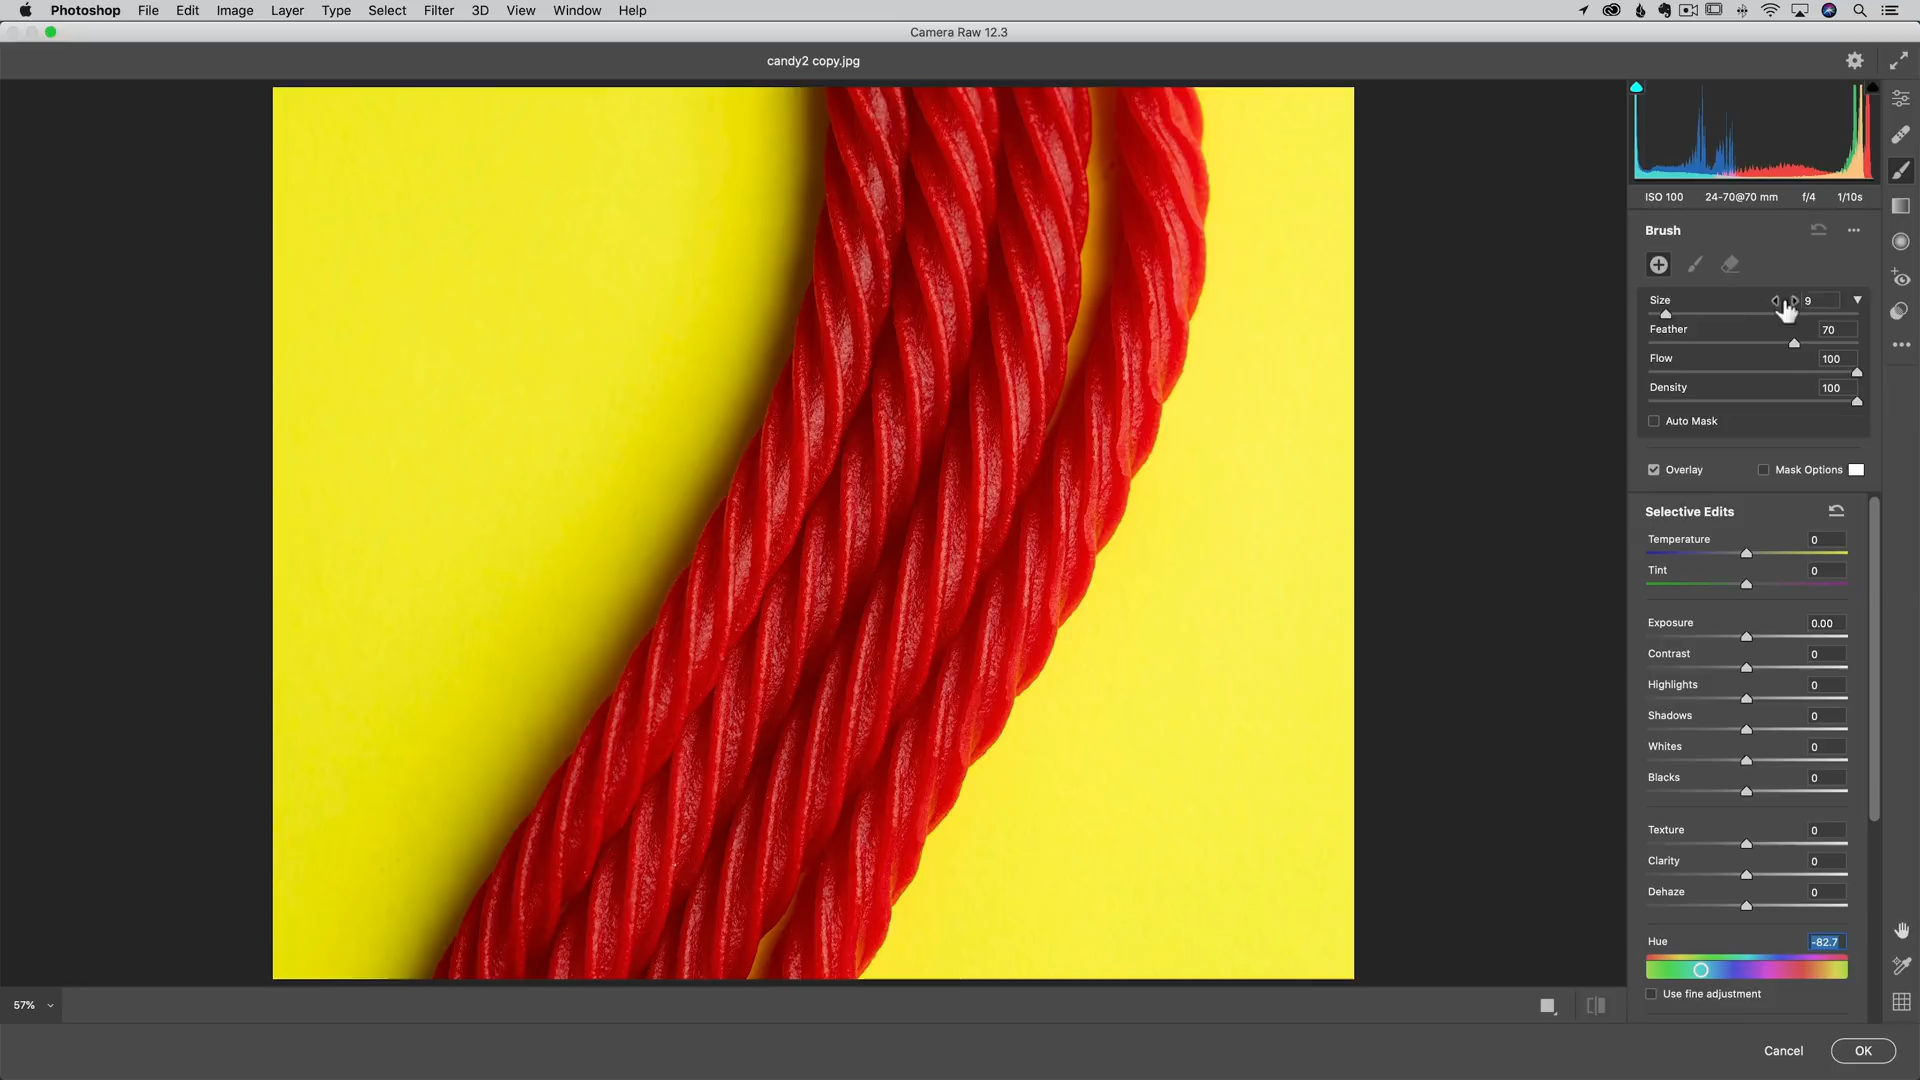 Photoshop File Edit Image Layer Type Select Filter 3D View Window Help
Camera Raw 12.3
candy2 copy.jpg
ISO 100 24-70@70 mm f/4 1/10s
Brush
Size 9
Feather 70
Flow 100
Density 100
Auto Mask
Overlay Mask Options
Selective Edits
Temperature 0
Tint 0
Exposure 0.00
Contrast 0
Highlights 0
Shadows 0
Whites 0
Blacks 0
Texture 0
Clarity 0
Dehaze 0
Hue -82.7
Use fine adjustment
57%
Cancel OK